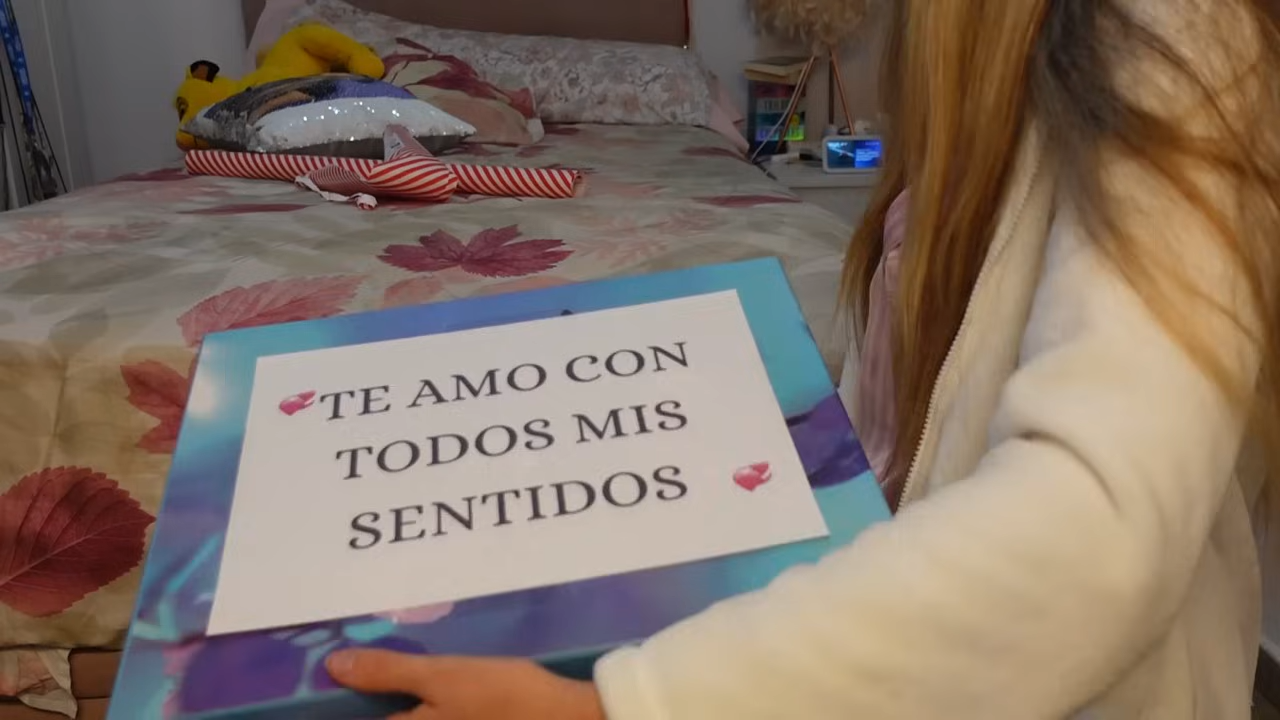 💞TE AMO CON
TODOS MIS
SENTIDOS 💞